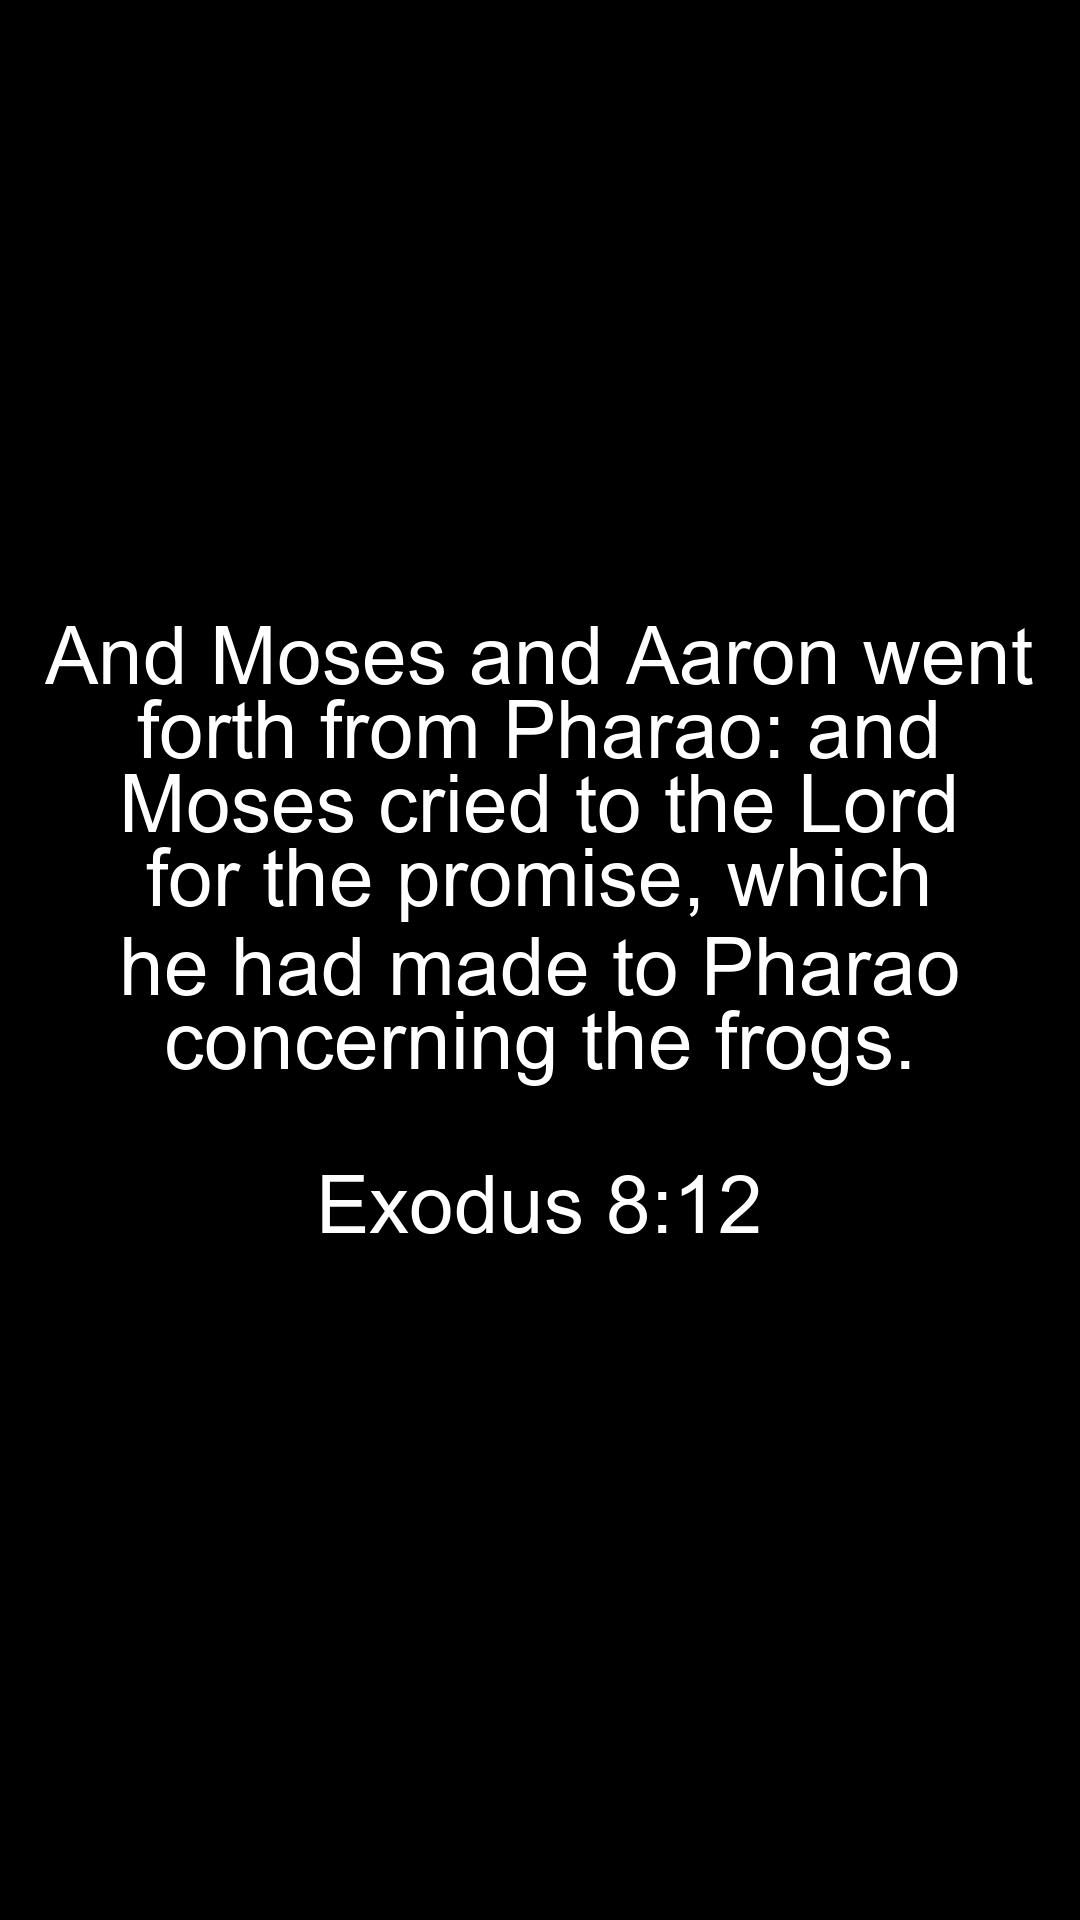 And Moses and Aaron went
forth from Pharao: and
Moses cried to the Lord
for the promise, which
he had made to Pharao
concerning the frogs.
Exodus 8:12